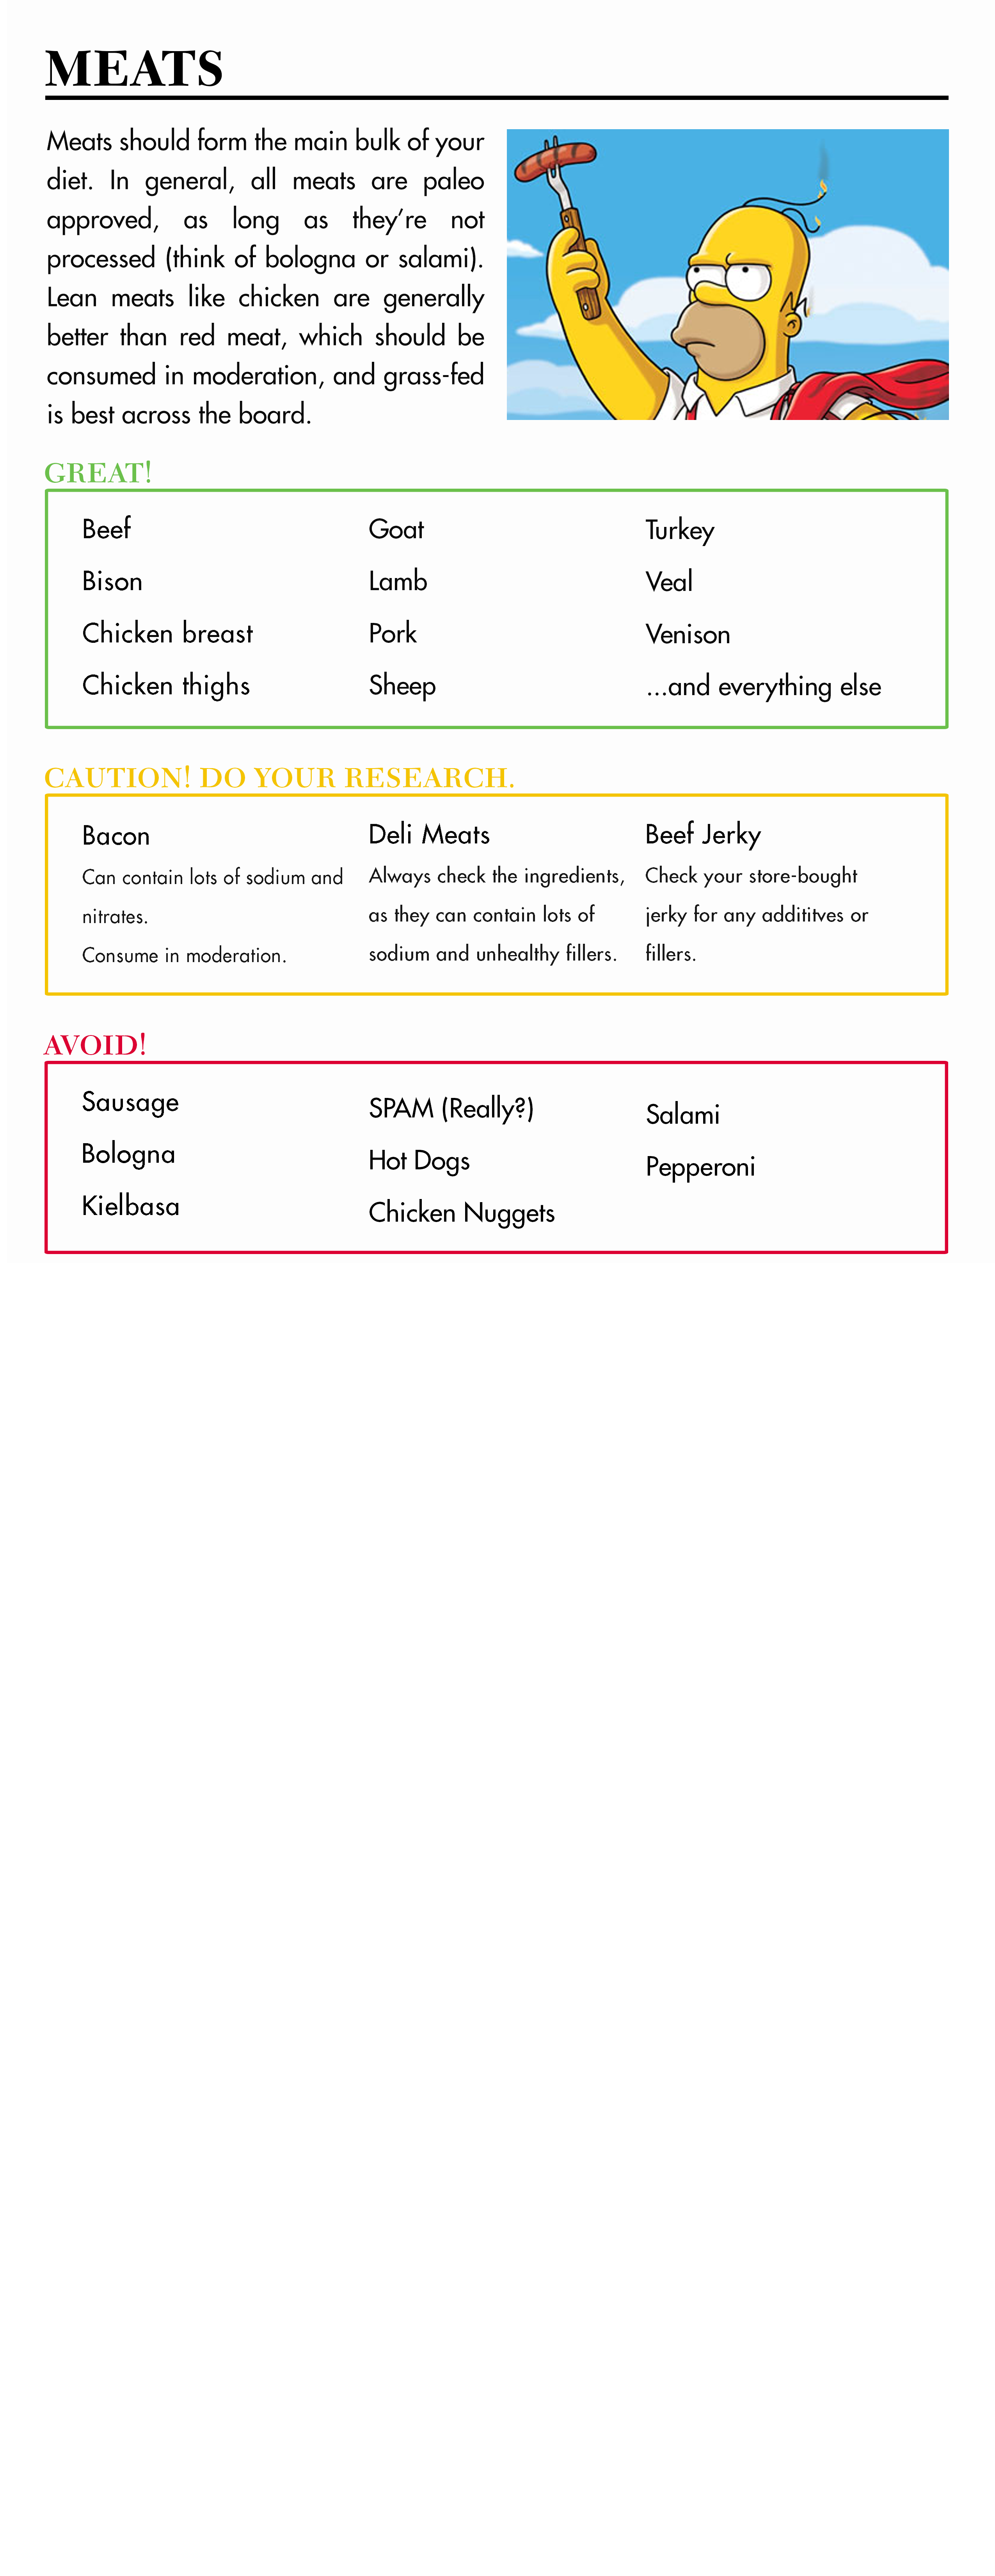 MEATS
Meats should form the main bulk of your
diet. In general, all meats are paleo
approved, as long as they're not
processed (think of bologna or salami).
Lean meats like chicken are generally
better than red meat, which should be
consumed in moderation, and grass-fed
is best across the board.
GREAT!
Beef
Bison
Chicken breast
Chicken thighs
Goat
Lamb
Pork
Sheep
Turkey
Veal
Venison
...and everything else
CAUTION! DO YOUR RESEARCH.
Bacon
Can contain lots of sodium and
nitrates.
Consume in moderation.
Deli Meats
Always check the ingredients,
as they can contain lots of
sodium and unhealthy fillers.
Beef Jerky
Check your store-bought
jerky for any addititves or
fillers.
AVOID!
Sausage
Bologna
Kielbasa
SPAM (Really?)
Hot Dogs
Chicken Nuggets
Salami
Pepperoni